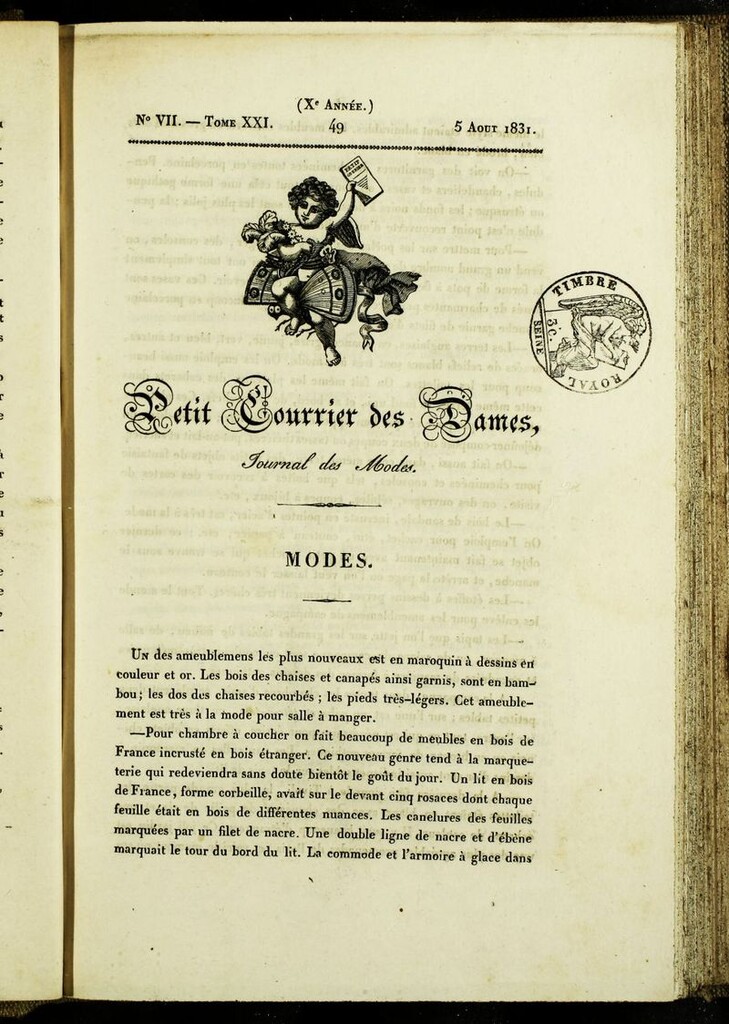 (Xᵉ Année.)
Nº VII. — Tome XXI. 49 5 Aout 1831.
PETIT
TIMBRE
ROYAL
SEINE
3 C.
Petit Courrier des Dames,
Journal des Modes.
MODES.
Un des ameublemens les plus nouveaux est en maroquin à dessins en
couleur et or. Les bois des chaises et canapés ainsi garnis, sont en bam-
bou; les dos des chaises recourbés ; les pieds très-légers. Cet ameuble-
ment est très à la mode pour salle à manger.
—Pour chambre à coucher on fait beaucoup de meubles en bois de
France incrusté en bois étranger. Ce nouveau genre tend à la marque-
terie qui redeviendra sans doute bientôt le goût du jour. Un lit en bois
de France, forme corbeille, avait sur le devant cinq rosaces dont chaque
feuille était en bois de différentes nuances. Les canelures des feuilles
marquées par un filet de nacre. Une double ligne de nacre et d'ébène
marquait le tour du bord du lit. La commode et l'armoire à glace dans